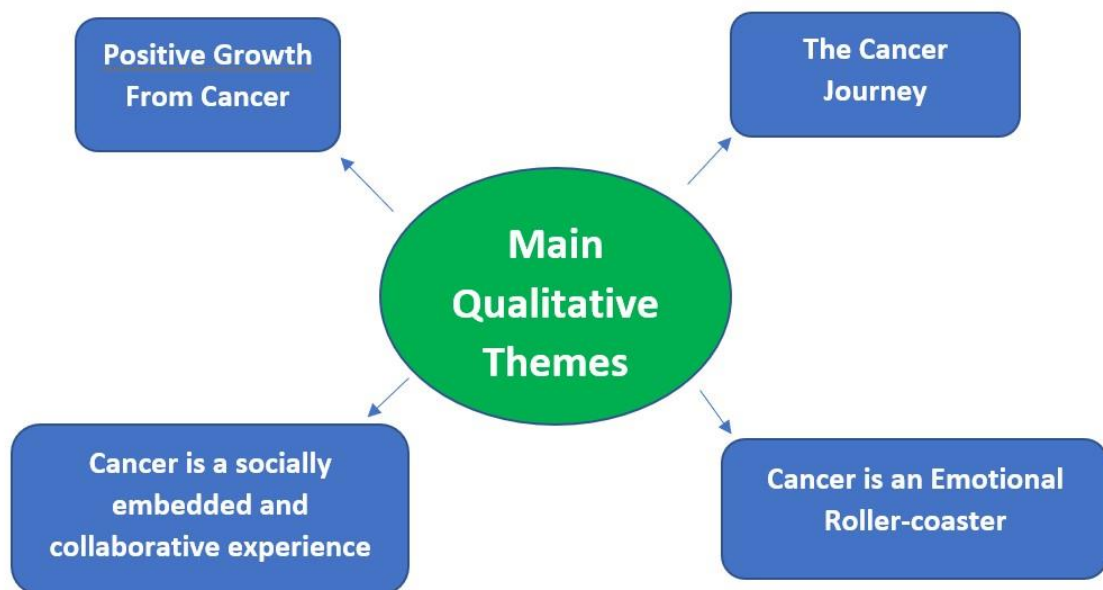 Positive Growth
From Cancer
The Cancer
Journey
Main
Qualitative
Themes
Cancer is a socially
embedded and
collaborative experience
Cancer is an Emotional
Roller-coaster